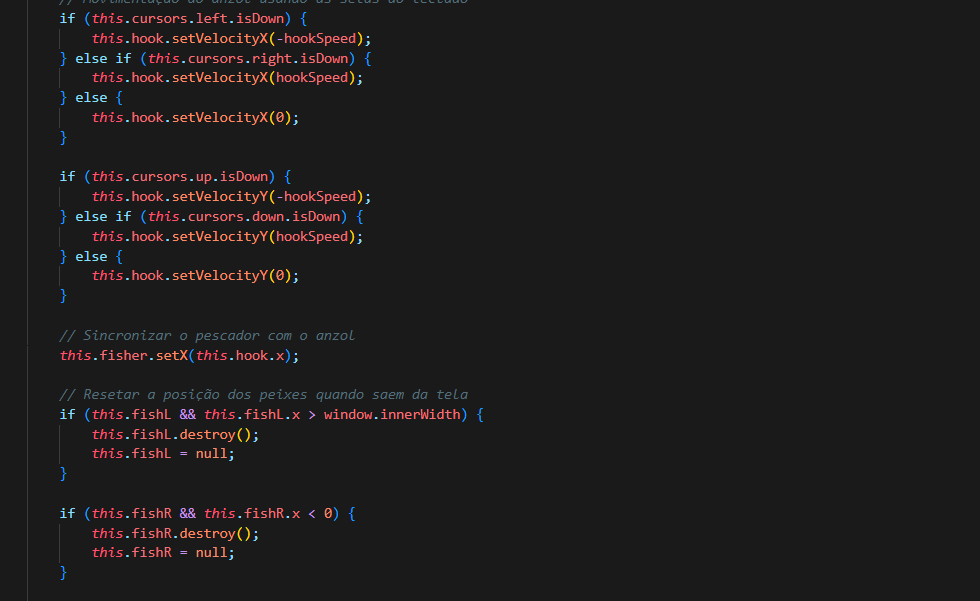 // Movimentação do anzol usando as setas do teclado
if (this.cursors.left.isDown) {
this.hook.setVelocityX(-hookSpeed);
} else if (this.cursors.right.isDown) {
this.hook.setVelocityX(hookSpeed);
} else {
this.hook.setVelocityX(0);
}
if (this.cursors.up.isDown) {
this.hook.setVelocityY(-hookSpeed);
} else if (this.cursors.down.isDown) {
this.hook.setVelocityY(hookSpeed);
} else {
this.hook.setVelocityY(0);
}
// Sincronizar o pescador com o anzol
this.fisher.setX(this.hook.x);
// Resetar a posição dos peixes quando saem da tela
if (this.fishL && this.fishL.x > window.innerWidth) {
this.fishL.destroy();
this.fishL = null;
}
if (this.fishR && this.fishR.x < 0) {
this.fishR.destroy();
this.fishR = null;
}